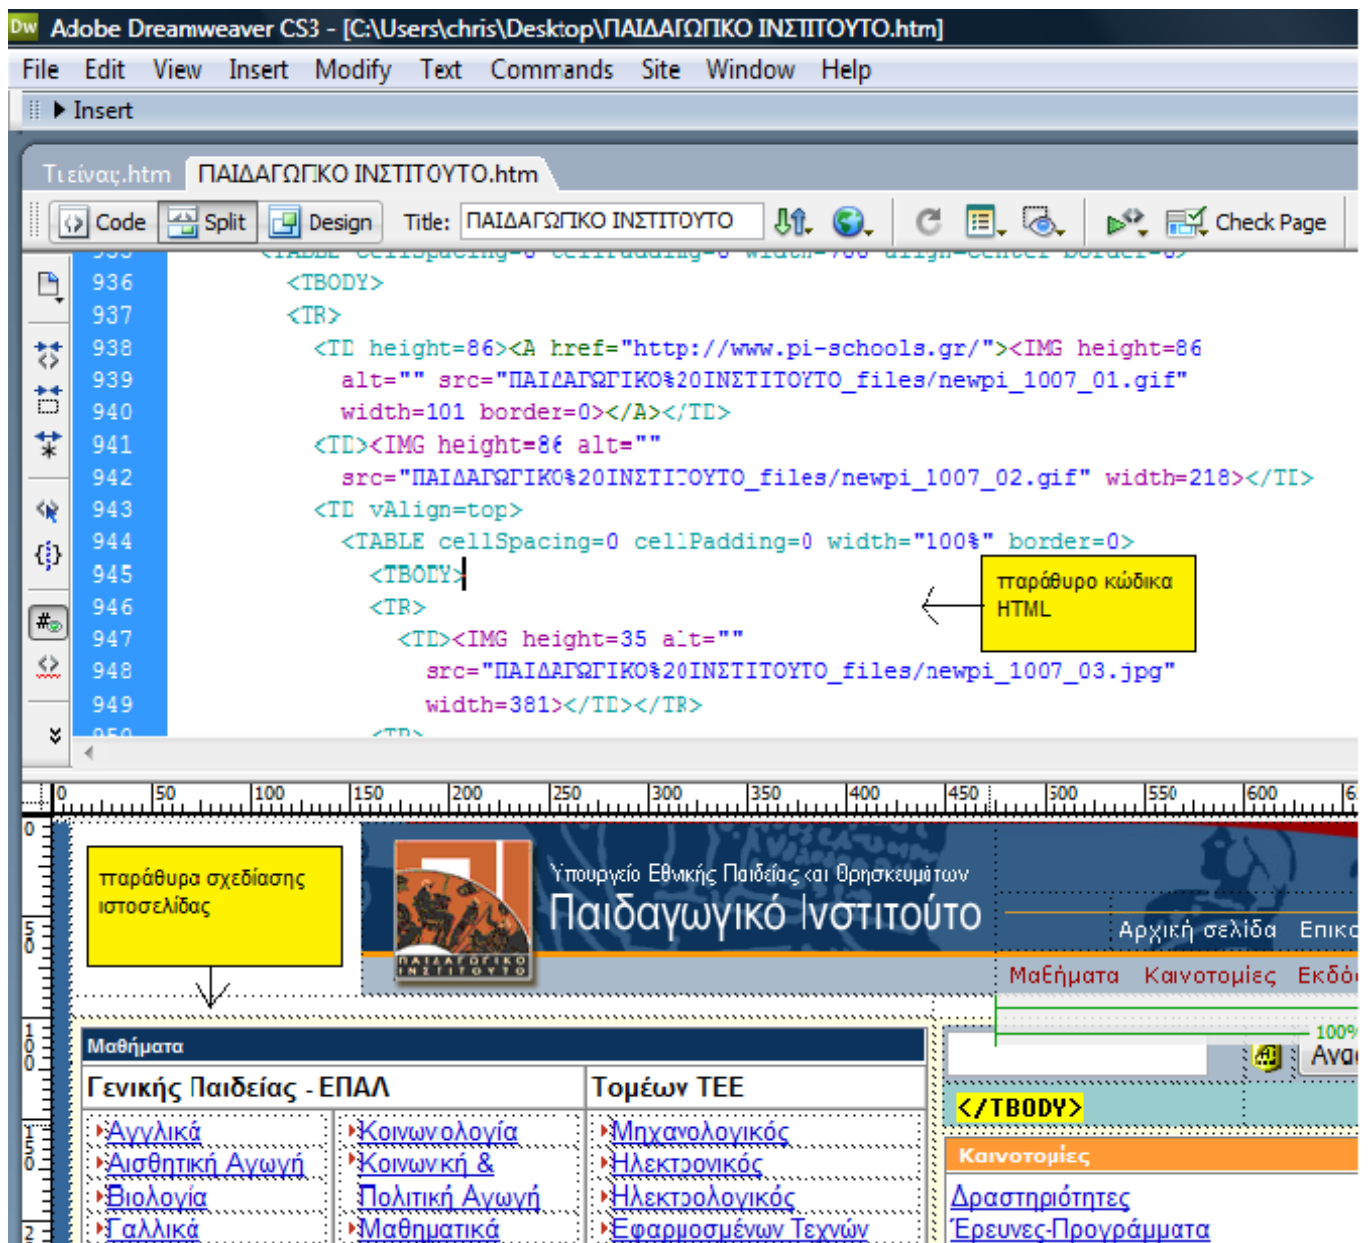 Dw Adobe Dreamweaver CS3 - [C:\Users\chris\Desktop\ΠΑΙΔΑΓΩΓΙΚΟ ΙΝΣΤΙΤΟΥΤΟ.htm]
File Edit View Insert Modify Text Commands Site Window Help
Insert
Τι είναι;.htm ΠΑΙΔΑΓΩΓΙΚΟ ΙΝΣΤΙΤΟΥΤΟ.htm
Code Split Design Title: ΠΑΙΔΑΓΩΓΙΚΟ ΙΝΣΤΙΤΟΥΤΟ Check Page
936 <TBODY>
937 <TR>
938 <TD height=86><A href="http://www.pi-schools.gr/"><IMG height=86
939 alt="" src="ΠΑΙΔΑΓΩΓΙΚΟ%20ΙΝΣΤΙΤΟΥΤΟ_files/newpi_1007_01.gif"
940 width=101 border=0></A></TD>
941 <TD><IMG height=86 alt=""
942 src="ΠΑΙΔΑΓΩΓΙΚΟ%20ΙΝΣΤΙΤΟΥΤΟ_files/newpi_1007_02.gif" width=218></TD>
943 <TD vAlign=top>
944 <TABLE cellSpacing=0 cellPadding=0 width="100%" border=0>
945 <TBODY>
946 <TR>
947 <TD><IMG height=35 alt=""
948 src="ΠΑΙΔΑΓΩΓΙΚΟ%20ΙΝΣΤΙΤΟΥΤΟ_files/newpi_1007_03.jpg"
949 width=381></TD></TR>
950 <TR>
παράθυρο κώδικα
HTML
0 50 100 150 200 250 300 350 400 450 500 550 600
παράθυρα σχεδίασης
ιστοσελίδας
Υπουργείο Εθνικής Παιδείας και Θρησκευμάτων
Παιδαγωγικό Ινστιτούτο
ΠΑΙΔΑΓΩΓΙΚΟ
ΙΝΣΤΙΤΟΥΤΟ
Αρχική σελίδα
Μαθήματα Καινοτομίες
100%
Μαθήματα
Γενικής Παιδείας - ΕΠΑΛ Τομέων ΤΕΕ
</TBODY>
Αγγλικά Κοινωνολογία Μηχανολογικός
Αισθητική Αγωγή Κοινωνική & Ηλεκτρονικός
Βιολογία Πολιτική Αγωγή Ηλεκτρολογικός
Γαλλικά Μαθηματικά Εφαρμοσμένων Τεχνών
Καινοτομίες
Δραστηριότητες
Έρευνες-Προγράμματα